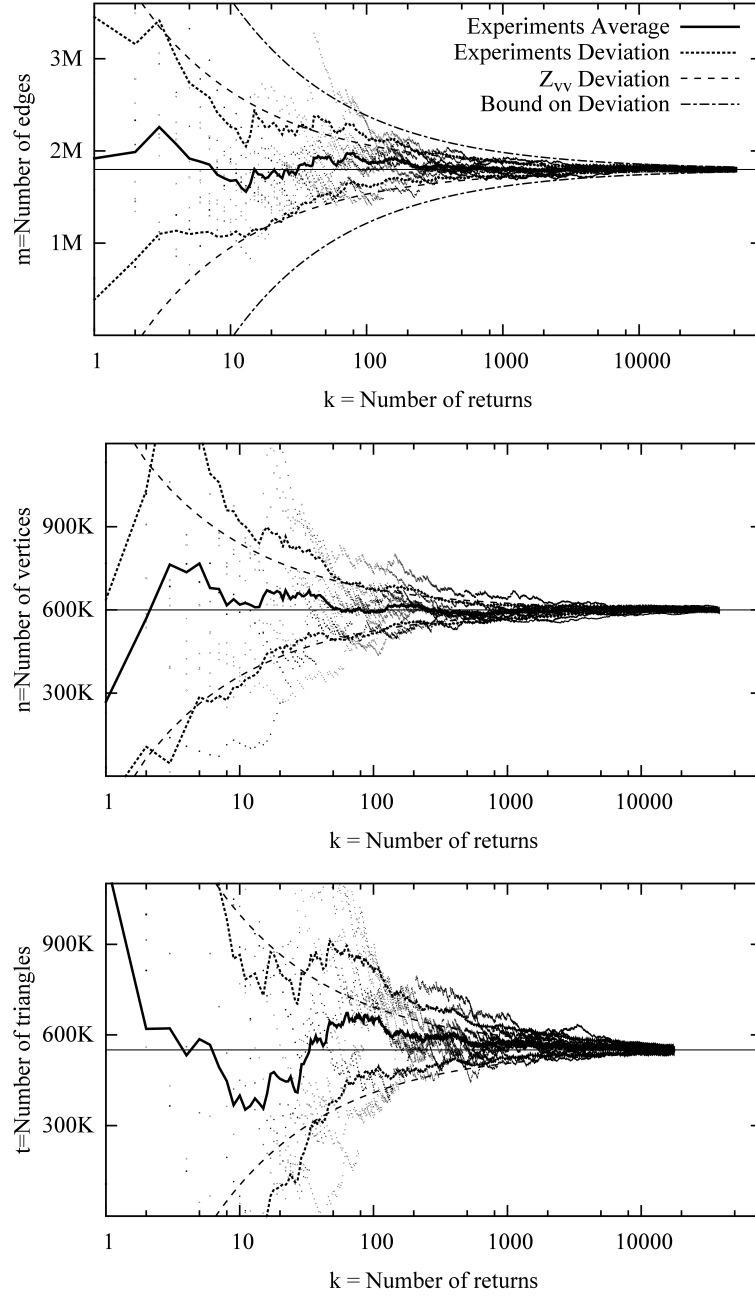 Experiments Average
Experiments Deviation
Zvv Deviation
Bound on Deviation
3M
2M
1M
m=Number of edges
1 10 100 1000 10000
k = Number of returns
900K
600K
300K
n=Number of vertices
1 10 100 1000 10000
k = Number of returns
900K
600K
300K
t=Number of triangles
1 10 100 1000 10000
k = Number of returns